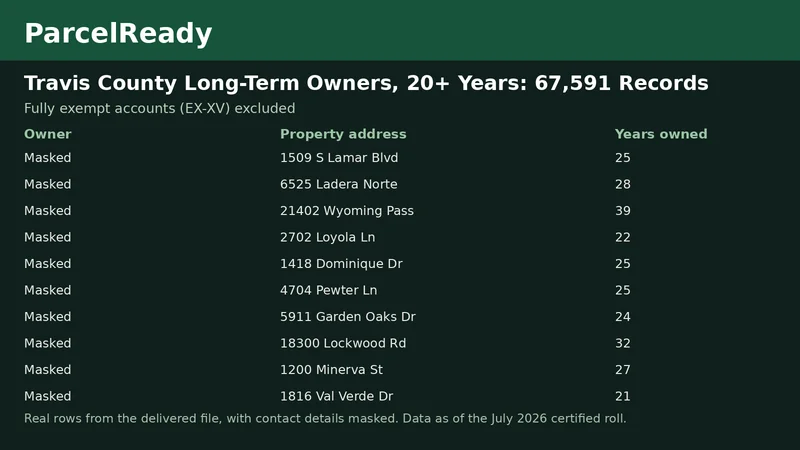 ParcelReady
Travis County Long-Term Owners, 20+ Years: 67,591 Records
Fully exempt accounts (EX-XV) excluded
Owner Property address Years owned
Masked 1509 S Lamar Blvd 25
Masked 6525 Ladera Norte 28
Masked 21402 Wyoming Pass 39
Masked 2702 Loyola Ln 22
Masked 1418 Dominique Dr 25
Masked 4704 Pewter Ln 25
Masked 5911 Garden Oaks Dr 24
Masked 18300 Lockwood Rd 32
Masked 1200 Minerva St 27
Masked 1816 Val Verde Dr 21
Real rows from the delivered file, with contact details masked. Data as of the July 2026 certified roll.